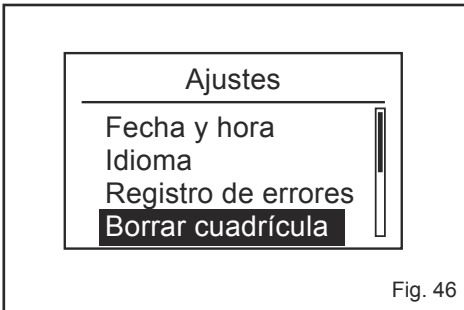 Ajustes
Fecha y hora
Idioma
Registro de errores
Borrar cuadrícula
Fig. 46